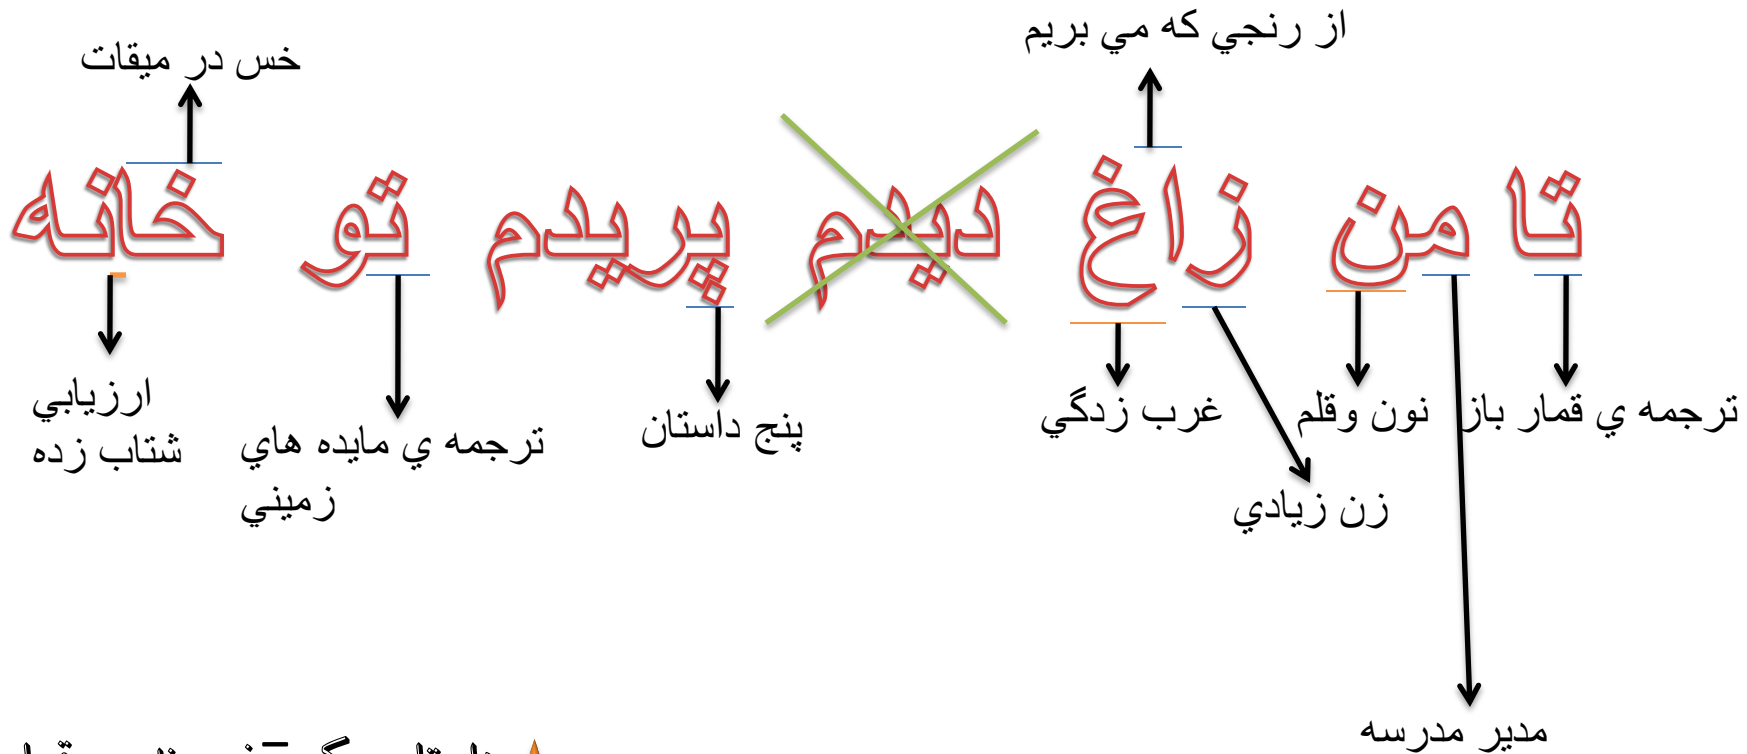 از رنجي كه مي بريم
خس در ميقات
تا من زاغ ديدم پريدم تو خانه
ترجمه ي قمار باز
نون وقلم
غرب زدگي
پنج داستان
ترجمه ي مايده هاي
زميني
ارزيابي
شتاب زده
زن زيادي
مدير مدرسه